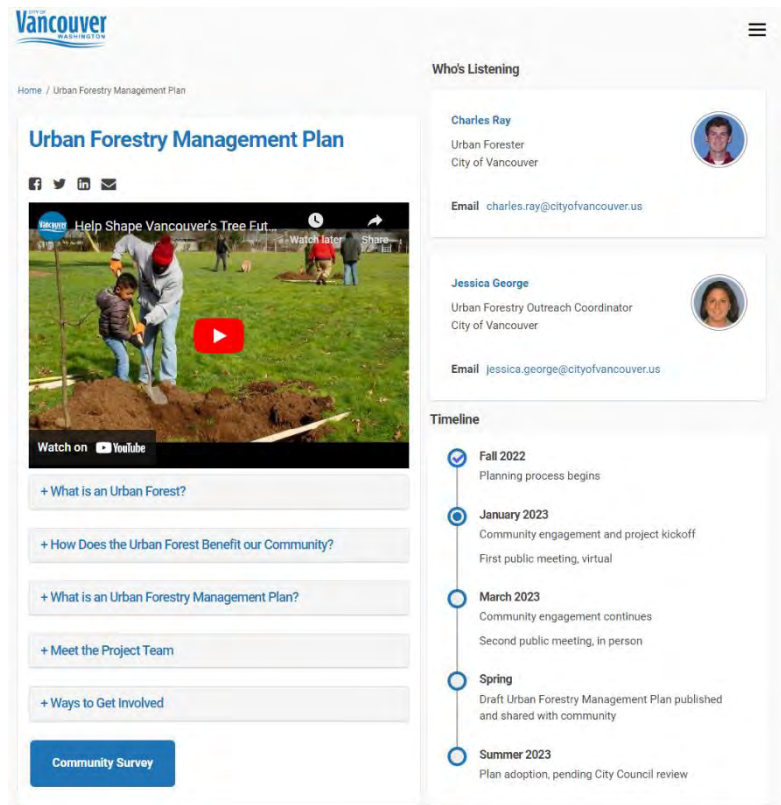 CITY OF
Vancouver
WASHINGTON
Home / Urban Forestry Management Plan
Urban Forestry Management Plan
Vancouver
Help Shape Vancouver's Tree Fut...
Watch later
Share
Watch on YouTube
+ What is an Urban Forest?
+ How Does the Urban Forest Benefit our Community?
+ What is an Urban Forestry Management Plan?
+ Meet the Project Team
+ Ways to Get Involved
Community Survey
Who's Listening
Charles Ray
Urban Forester
City of Vancouver
Email charles.ray@cityofvancouver.us
Jessica George
Urban Forestry Outreach Coordinator
City of Vancouver
Email jessica.george@cityofvancouver.us
Timeline
Fall 2022
Planning process begins
January 2023
Community engagement and project kickoff
First public meeting, virtual
March 2023
Community engagement continues
Second public meeting, in person
Spring
Draft Urban Forestry Management Plan published
and shared with community
Summer 2023
Plan adoption, pending City Council review